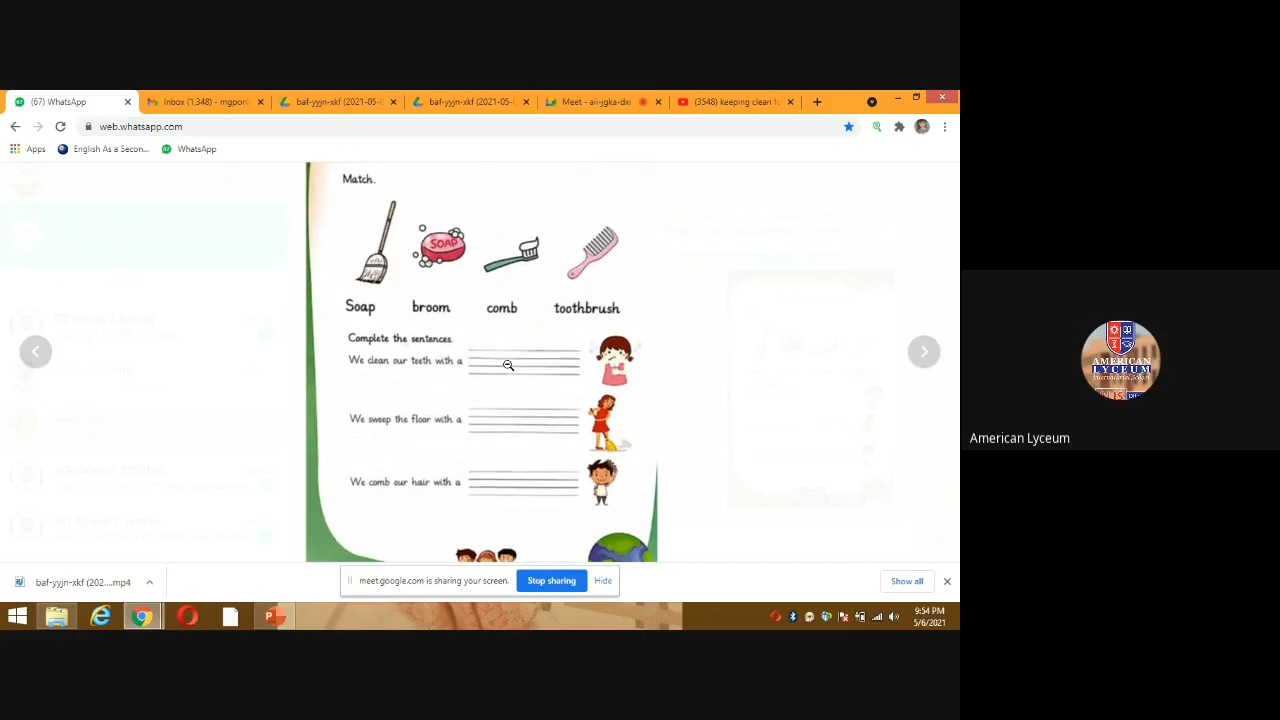 (67) WhatsApp
Inbox (1,348) - mgpon
baf-yyjn-xkf (2021-05-
baf-yyjn-xkf (2021-05-
Meet - aii-jgka-dxi
(3548) keeping clean fo
web.whatsapp.com
Apps
English As a Secon...
WhatsApp
Match.
SOAP
Soap broom comb toothbrush
Complete the sentences.
We clean our teeth with a
We sweep the floor with a
We comb our hair with a
AMERICAN
LYCEUM
International School
American Lyceum
baf-yyjn-xkf (202....mp4
meet.google.com is sharing your screen.
Stop sharing
Hide
Show all
9:54 PM
5/6/2021